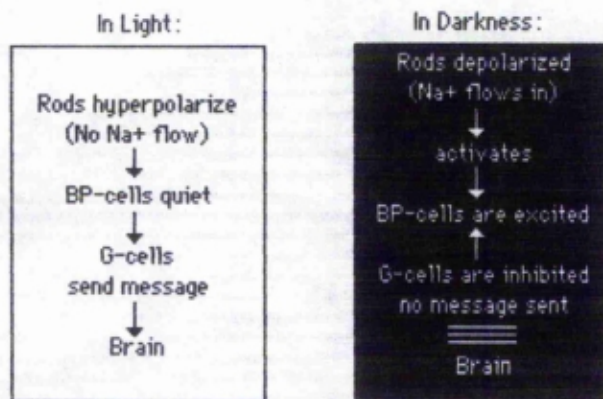 In Light:
Rods hyperpolarize
(No Na+ flow)
BP-cells quiet
G-cells
send message
Brain
In Darkness:
Rods depolarized
(Na+ flows in)
activates
BP-cells are excited
G-cells are inhibited
no message sent
Brain